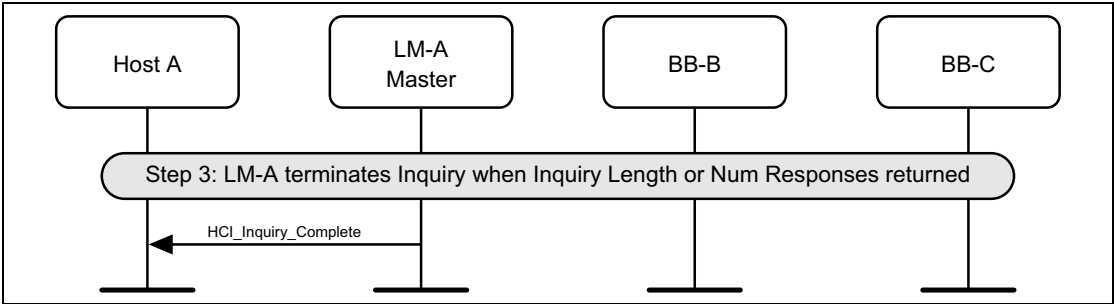 Host A
LM-A
Master
BB-B
BB-C
Step 3: LM-A terminates Inquiry when Inquiry Length or Num Responses returned
HCI_Inquiry_Complete